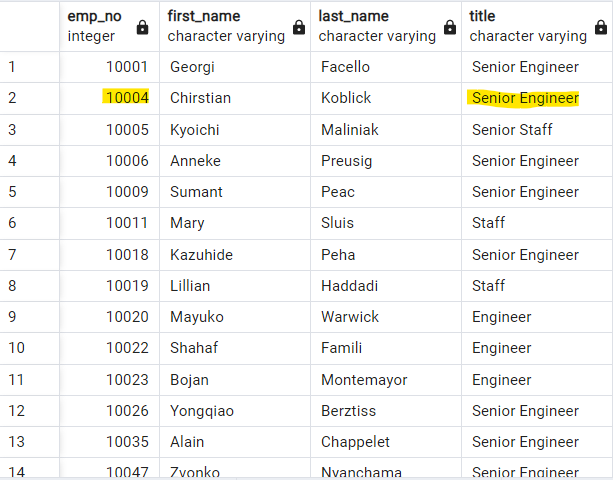 emp_no first_name last_name title
integer character varying character varying character varying
1 10001 Georgi Facello Senior Engineer
2 10004 Chirstian Koblick Senior Engineer
3 10005 Kyoichi Maliniak Senior Staff
4 10006 Anneke Preusig Senior Engineer
5 10009 Sumant Peac Senior Engineer
6 10011 Mary Sluis Staff
7 10018 Kazuhide Peha Senior Engineer
8 10019 Lillian Haddadi Staff
9 10020 Mayuko Warwick Engineer
10 10022 Shahaf Famili Engineer
11 10023 Bojan Montemayor Engineer
12 10026 Yongqiao Berztiss Senior Engineer
13 10035 Alain Chappelet Senior Engineer
14 10047 Zvonko Nyanchama Senior Engineer